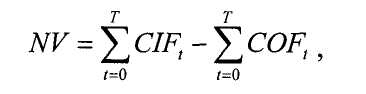 NV = \sum_{t=0}^{T} CIF_t - \sum_{t=0}^{T} COF_t ,